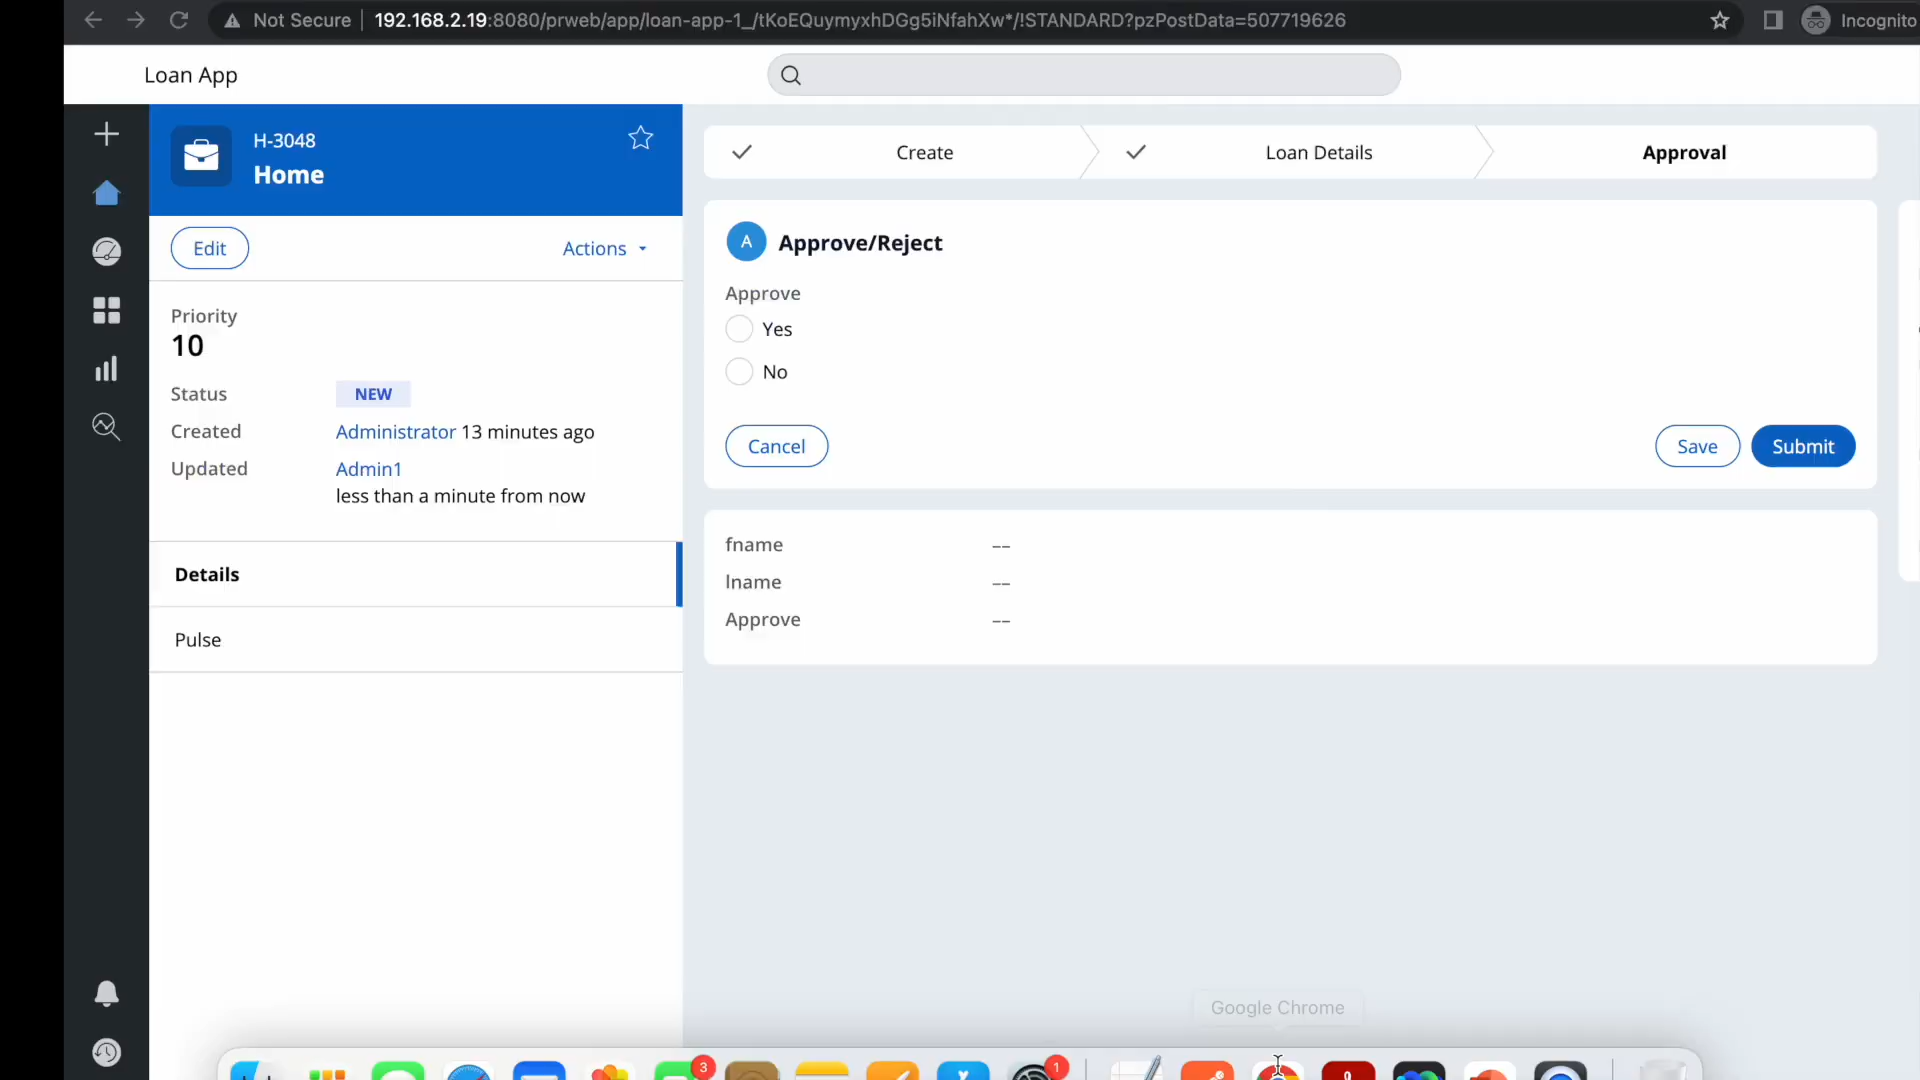 Not Secure 192.168.2.19:8080/prweb/app/loan-app-1_/tKoEQuymyxhDGg5iNfahXw*/!STANDARD?pzPostData=507719626 Incognito
Loan App
H-3048
Home
Create Loan Details Approval
Edit Actions
A Approve/Reject
Approve
Yes
No
Cancel Save Submit
Priority
10
Status NEW
Created Administrator 13 minutes ago
Updated Admin1
less than a minute from now
Details
Pulse
fname --
lname --
Approve --
Google Chrome
3 1